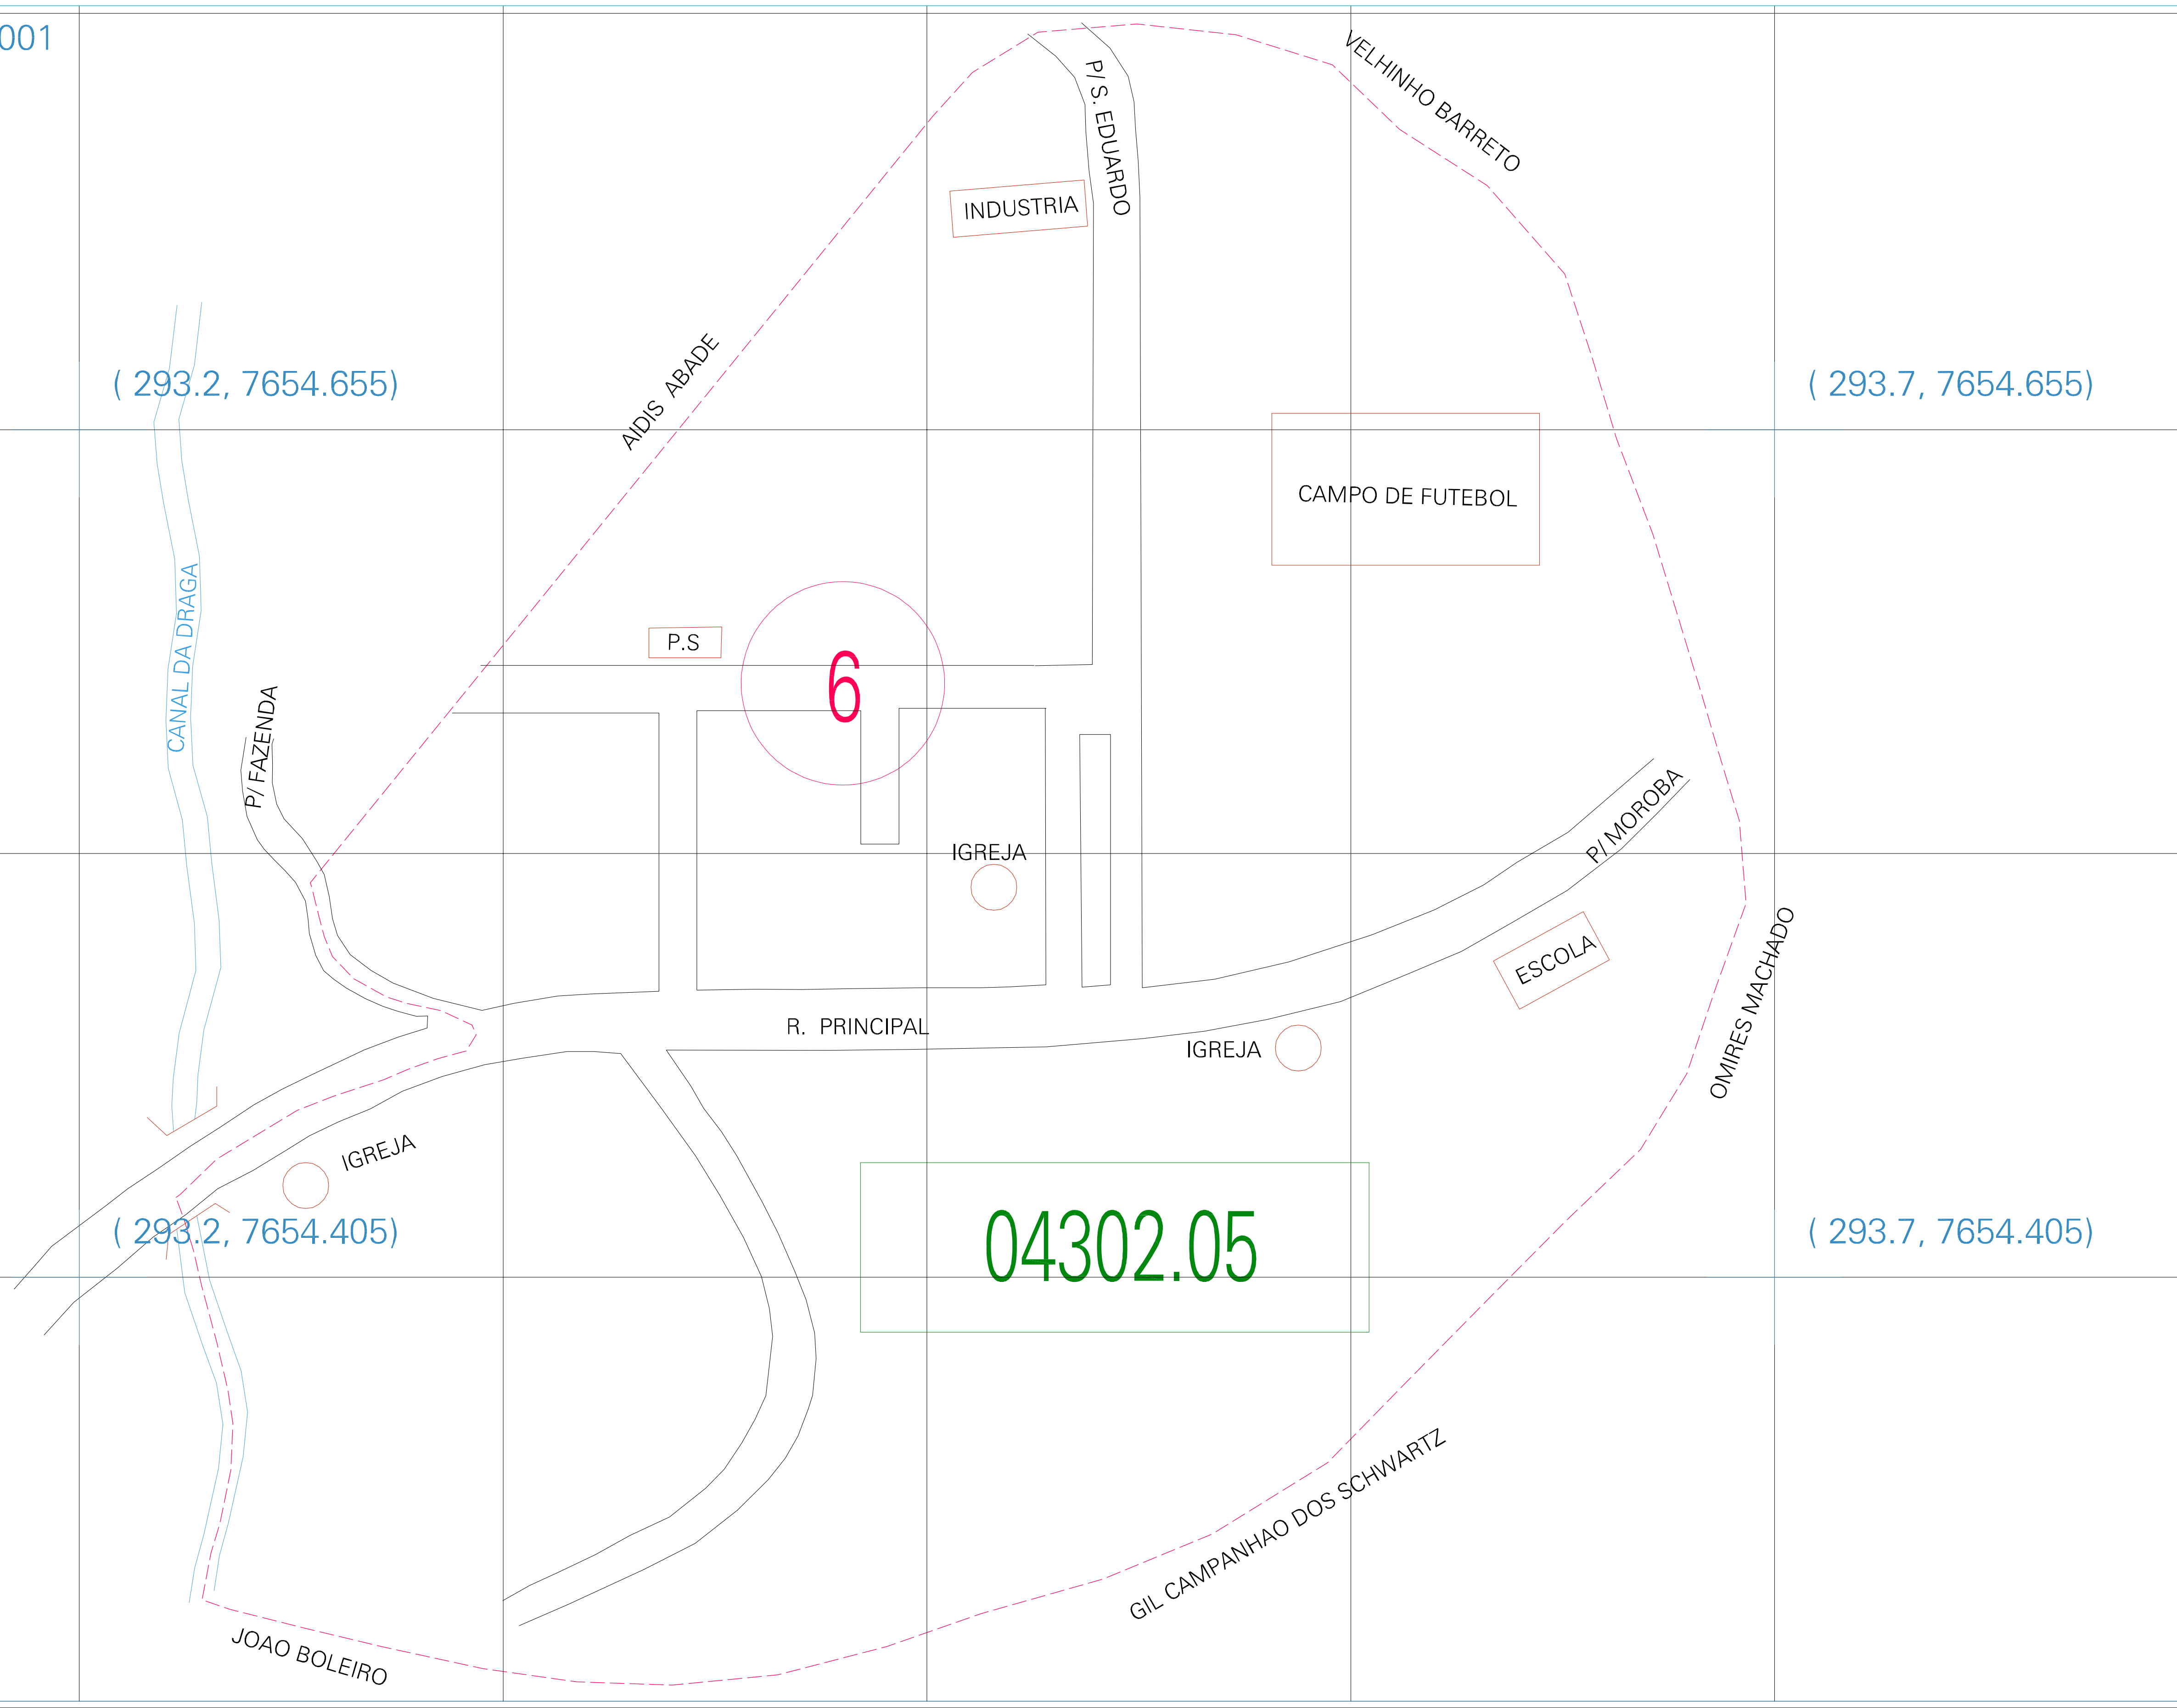 001
VELHINHO BARRETO
P/ S. EDUARDO
INDUSTRIA
AIDIS ABADE
( 293.2, 7654.655)
( 293.7, 7654.655)
CAMPO DE FUTEBOL
CANAL DA DRAGA
P.S
6
P/ FAZENDA
P/ MOROBA
IGREJA
ESCOLA
OMIRES MACHADO
R. PRINCIPAL
IGREJA
IGREJA
( 293.2, 7654.405)
04302.05
( 293.7, 7654.405)
GIL CAMPANHAO DOS SCHWARTZ
JOAO BOLEIRO